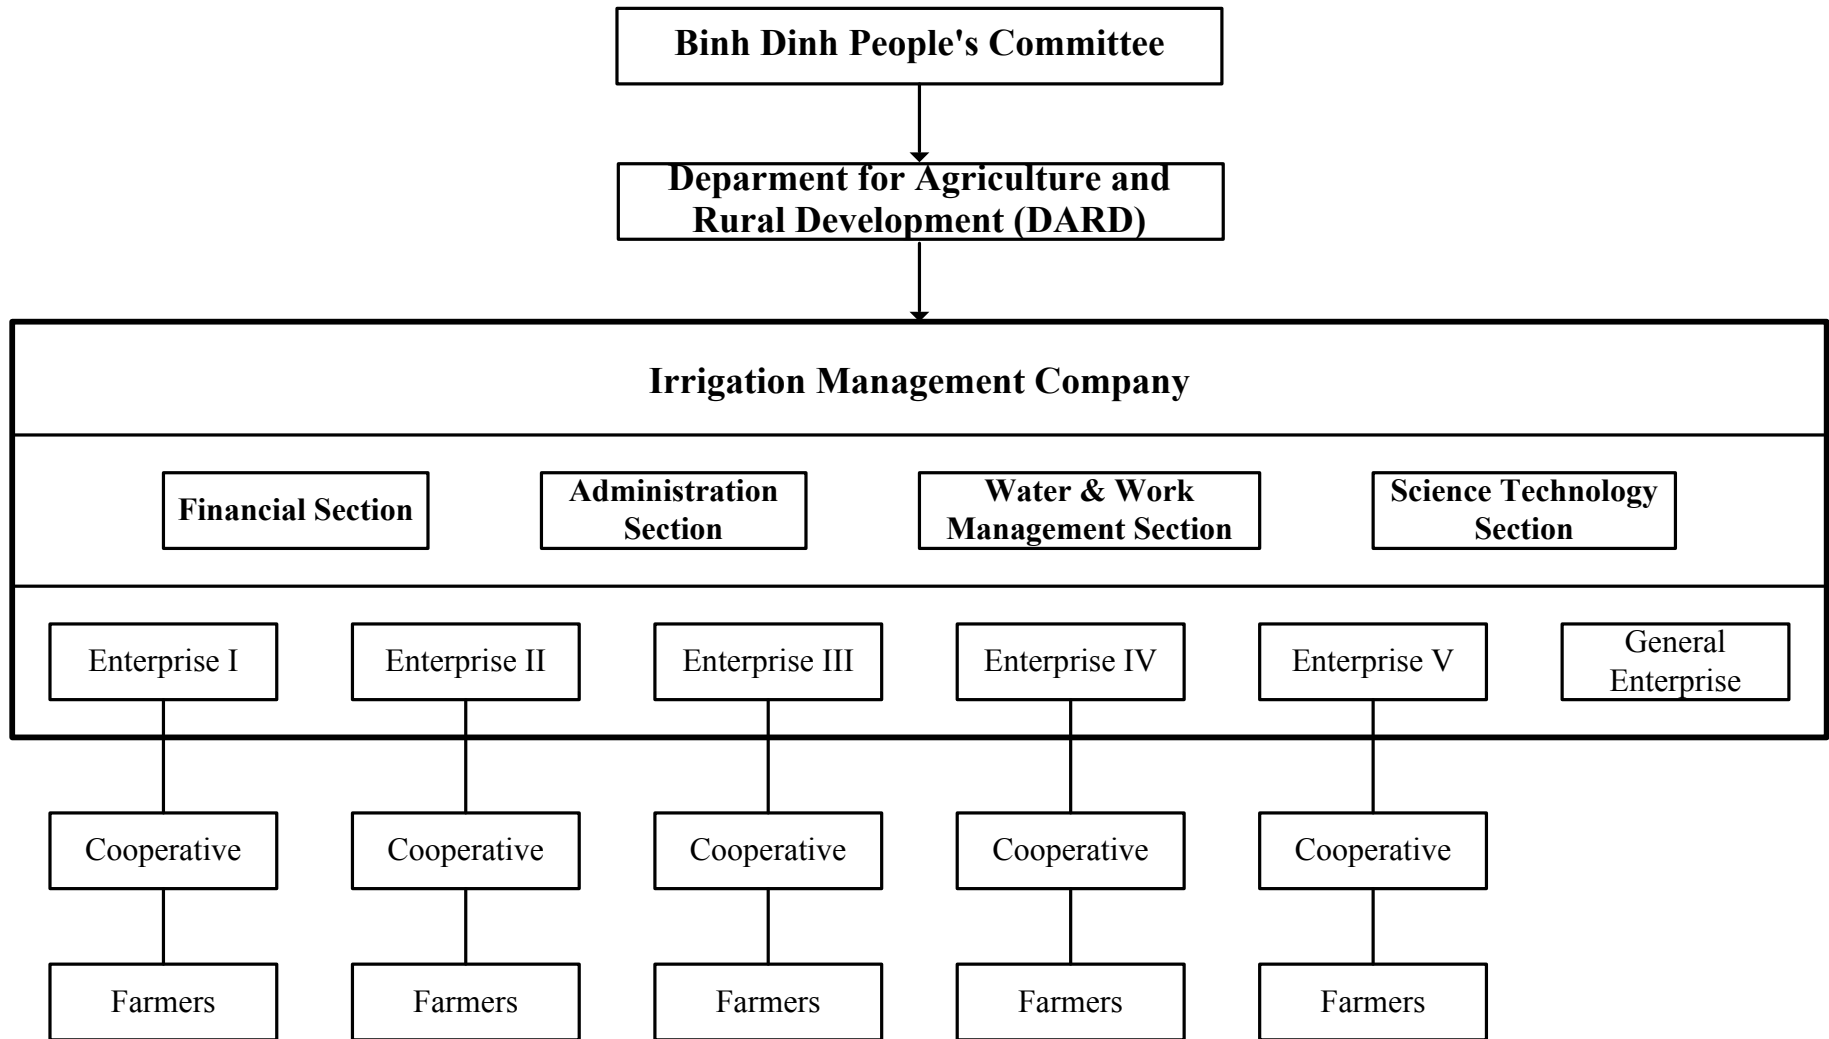 Binh Dinh People's Committee
Deparment for Agriculture and
Rural Development (DARD)
Irrigation Management Company
Financial Section
Administration
Section
Water & Work
Management Section
Science Technology
Section
Enterprise I
Enterprise II
Enterprise III
Enterprise IV
Enterprise V
General
Enterprise
Cooperative
Cooperative
Cooperative
Cooperative
Cooperative
Farmers
Farmers
Farmers
Farmers
Farmers